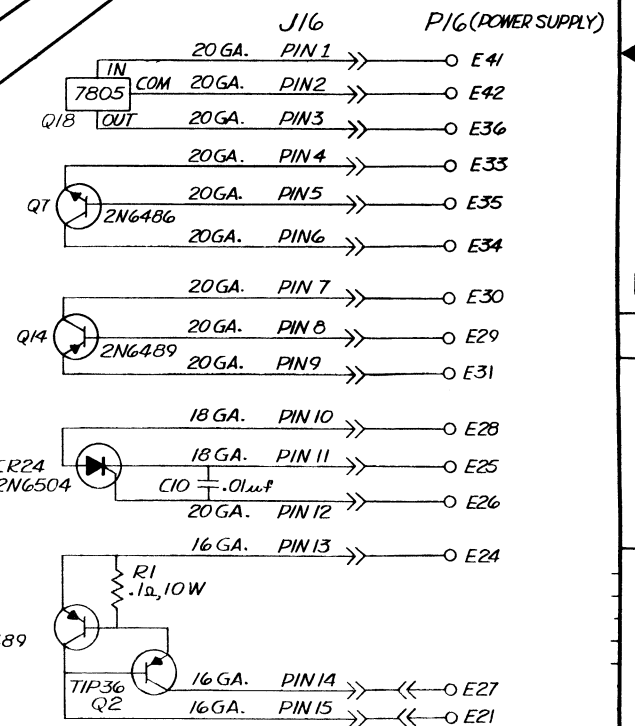 J16 P16 (POWER SUPPLY)
20 GA. PIN 1 E41
IN
7805 COM 20 GA. PIN2 E42
Q18 OUT 20 GA. PIN3 E36
20 GA. PIN 4 E33
Q7 20 GA. PIN5 E35
2N6486
20 GA. PIN6 E34
20 GA. PIN 7 E30
Q14 20 GA. PIN 8 E29
2N6489
20 GA. PIN9 E31
18 GA. PIN 10 E28
CR24 18 GA. PIN 11 E25
2N6504 C10 .01uf
20 GA. PIN 12 E26
16 GA. PIN 13 E24
R1
.1Ω, 10W
89
TIP36 16 GA. PIN 14 E27
Q2 16 GA. PIN 15 E21